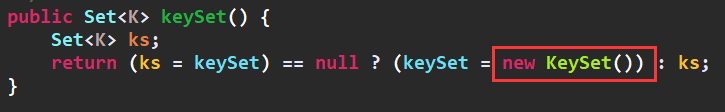 public Set<K> keySet() {
    Set<K> ks;
    return (ks = keySet) == null ? (keySet = new KeySet()) : ks;
}